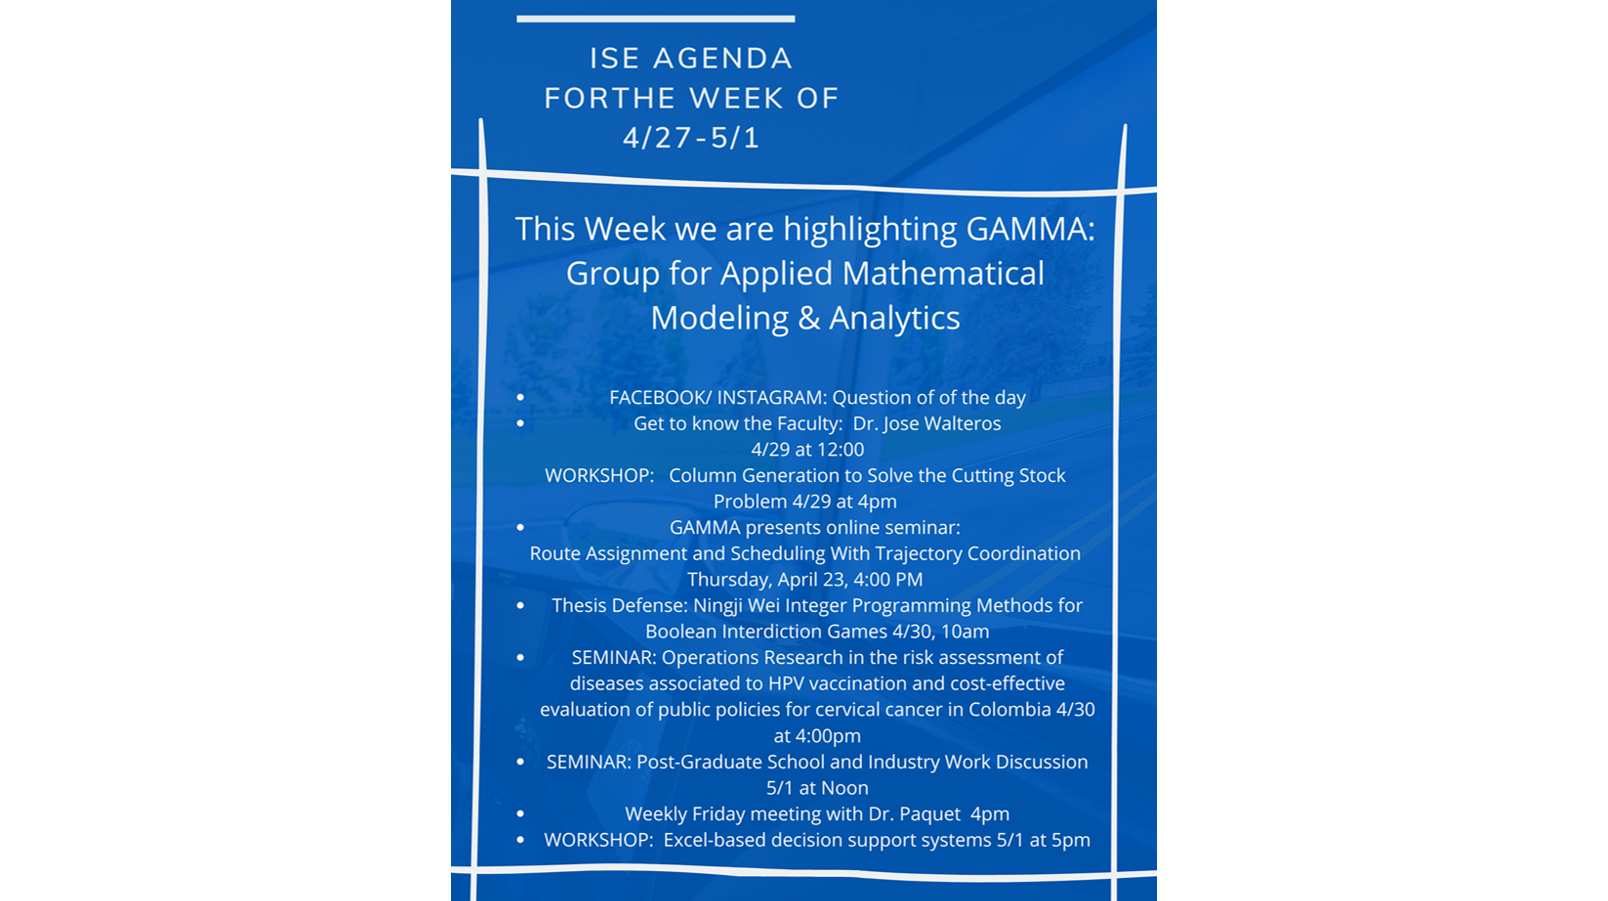 ISE AGENDA
FORTHE WEEK OF
4/27-5/1
This Week we are highlighting GAMMA:
Group for Applied Mathematical
Modeling & Analytics
• FACEBOOK/ INSTAGRAM: Question of of the day
• Get to know the Faculty:  Dr. Jose Walteros
4/29 at 12:00
WORKSHOP:   Column Generation to Solve the Cutting Stock
Problem 4/29 at 4pm
• GAMMA presents online seminar:
Route Assignment and Scheduling With Trajectory Coordination
Thursday, April 23, 4:00 PM
• Thesis Defense: Ningji Wei Integer Programming Methods for
Boolean Interdiction Games 4/30, 10am
• SEMINAR: Operations Research in the risk assessment of
diseases associated to HPV vaccination and cost-effective
evaluation of public policies for cervical cancer in Colombia 4/30
at 4:00pm
• SEMINAR: Post-Graduate School and Industry Work Discussion
5/1 at Noon
• Weekly Friday meeting with Dr. Paquet  4pm
• WORKSHOP:  Excel-based decision support systems 5/1 at 5pm